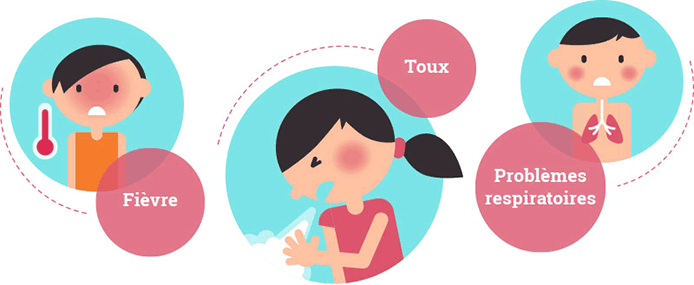 Fièvre
Toux
Problèmes
respiratoires